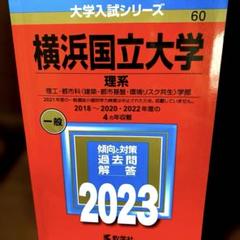 大学入試シリーズ
60
横浜国立大学
理系
理工・都市科〈建築・都市基盤・環境リスク共生〉学部
2018～2020・2022年度の
4カ年収載
一般
傾向と対策
過去問
解答
2023
教学社